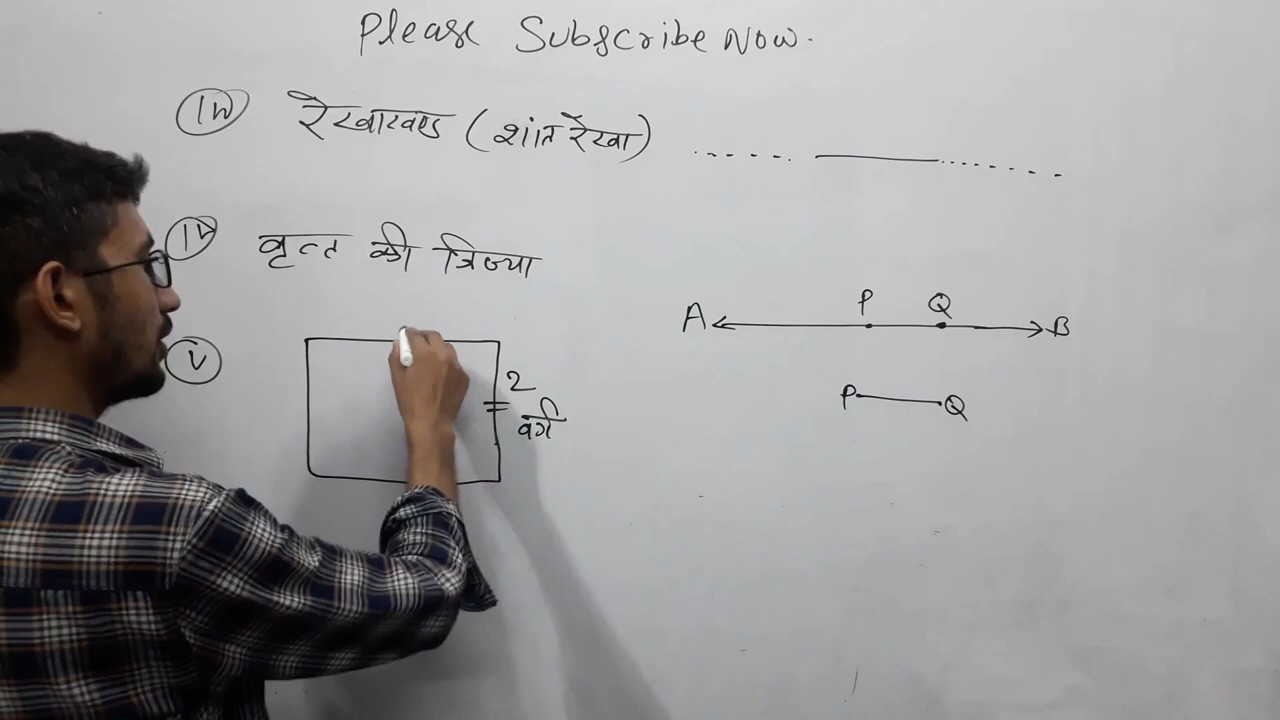 Please Subscribe Now.
iii) रेखाखण्ड (शांत रेखा)
iv वृत्त की त्रिज्या
A P Q B
v 2
वर्ग
P Q